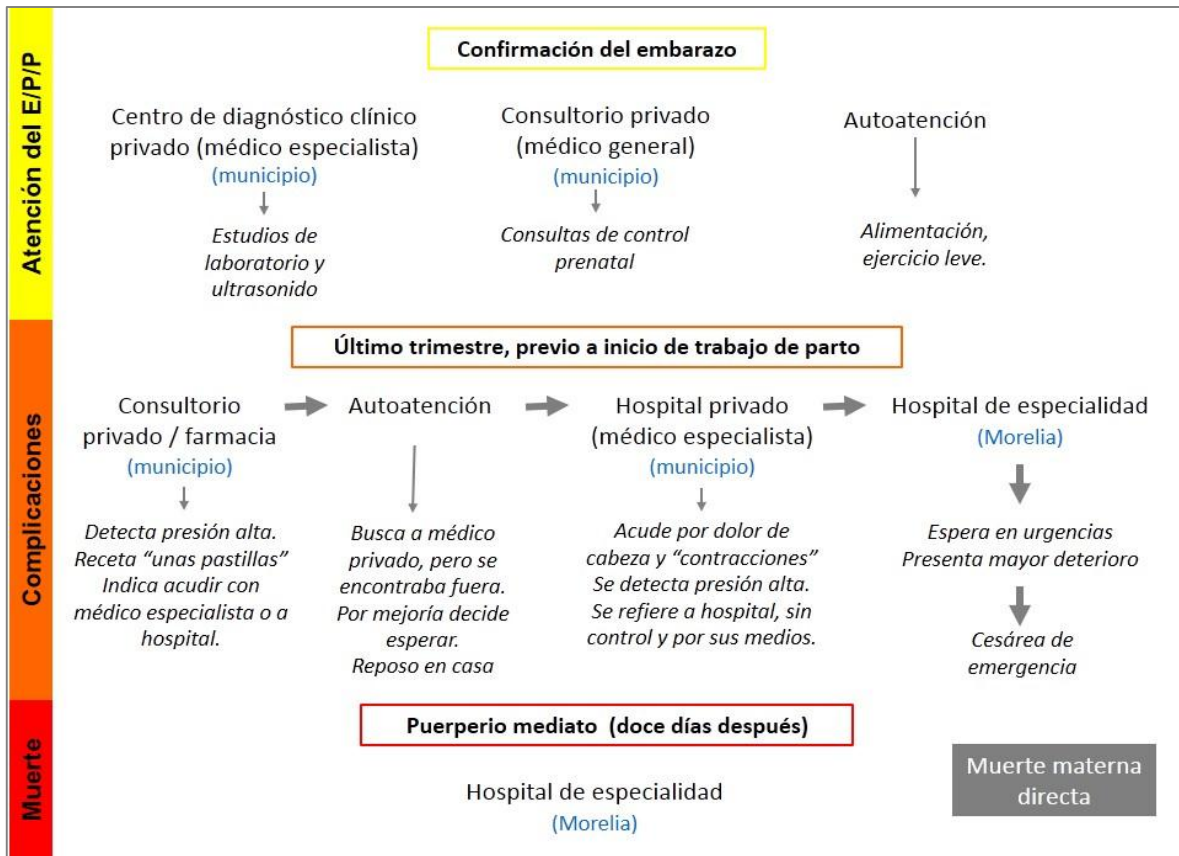 Atención del E/P/P
Confirmación del embarazo
Centro de diagnóstico clínico
privado (médico especialista)
(municipio)
Estudios de
laboratorio y
ultrasonido
Consultorio privado
(médico general)
(municipio)
Consultas de control
prenatal
Autoatención
Alimentación,
ejercicio leve.
Complicaciones
Último trimestre, previo a inicio de trabajo de parto
Consultorio
privado / farmacia
(municipio)
Detecta presión alta.
Receta “unas pastillas”
Indica acudir con
médico especialista o a
hospital.
Autoatención
Busca a médico
privado, pero se
encontraba fuera.
Por mejoría decide
esperar.
Reposo en casa
Hospital privado
(médico especialista)
(municipio)
Acude por dolor de
cabeza y “contracciones”
Se detecta presión alta.
Se refiere a hospital, sin
control y por sus medios.
Hospital de especialidad
(Morelia)
Espera en urgencias
Presenta mayor deterioro
Cesárea de
emergencia
Muerte
Puerperio mediato (doce días después)
Hospital de especialidad
(Morelia)
Muerte materna
directa